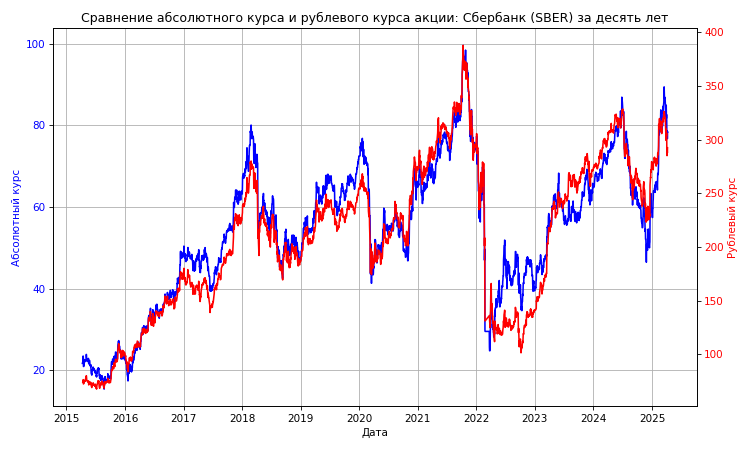 Сравнение абсолютного курса и рублевого курса акции: Сбербанк (SBER) за десять лет
Абсолютный курс
100
80
60
40
20
400
350
300
250
200
150
100
Рублевый курс
2015 2016 2017 2018 2019 2020 2021 2022 2023 2024 2025
Дата